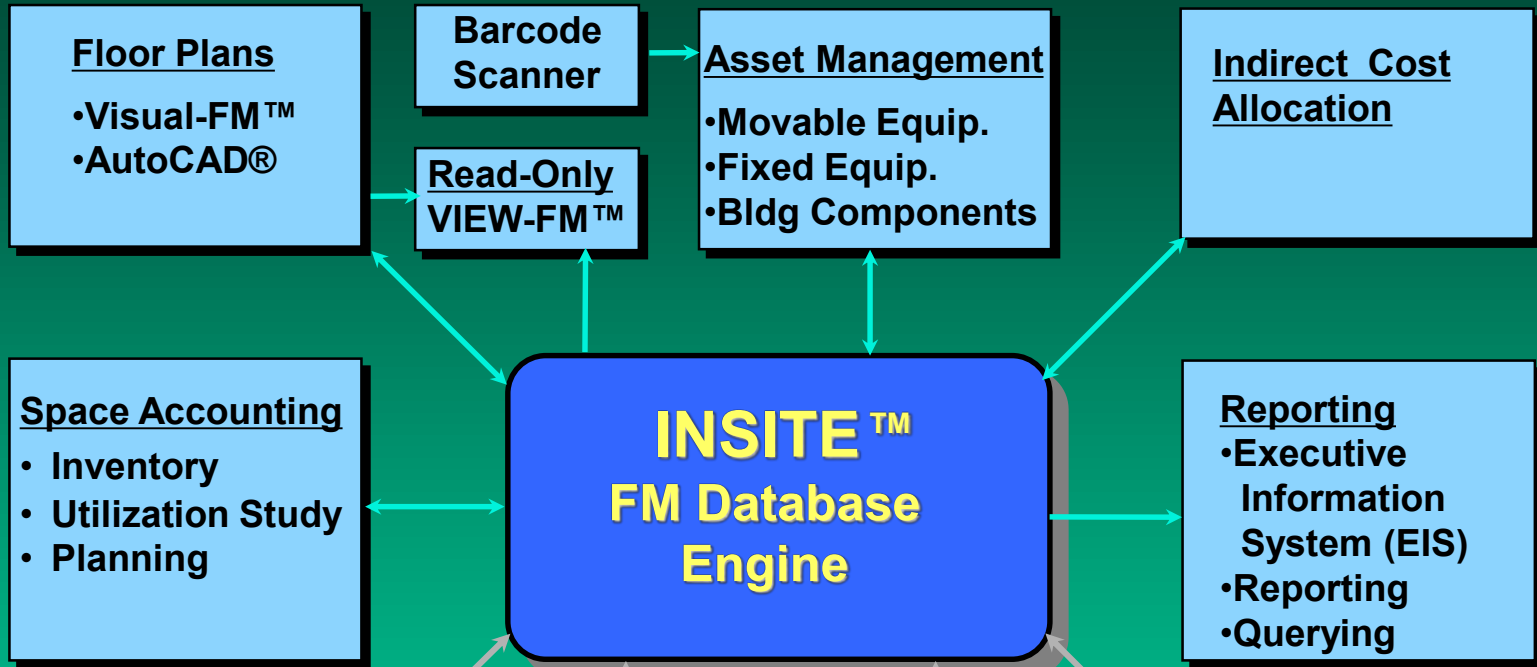 Floor Plans
•Visual-FM™
•AutoCAD®
Barcode
Scanner
Read-Only
VIEW-FM™
Asset Management
•Movable Equip.
•Fixed Equip.
•Bldg Components
Indirect Cost
Allocation
Space Accounting
• Inventory
• Utilization Study
• Planning
INSITE™
FM Database
Engine
Reporting
•Executive
Information
System (EIS)
•Reporting
•Querying